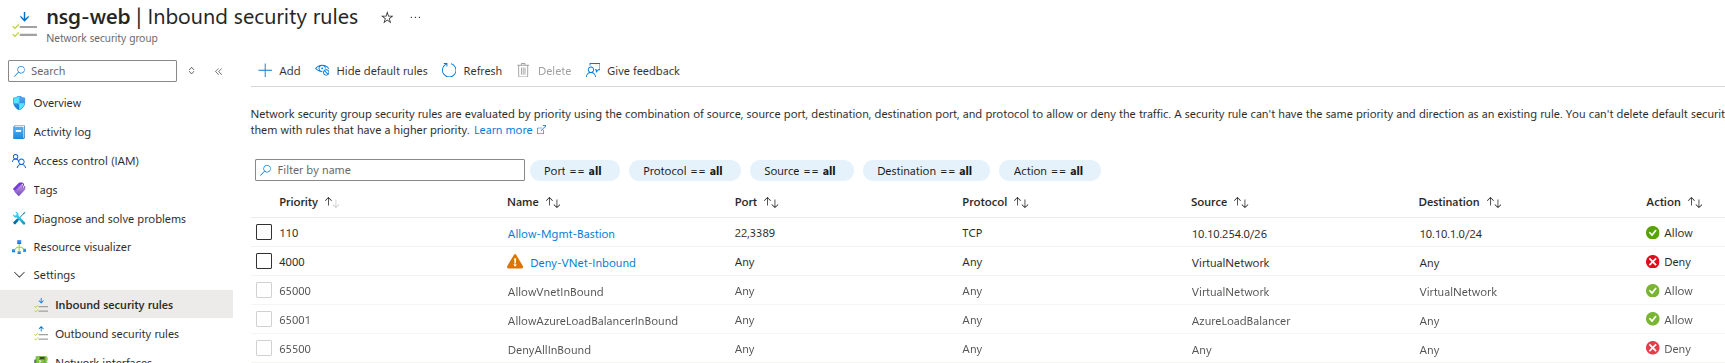 nsg-web | Inbound security rules
Network security group
Search
Add Hide default rules Refresh Delete Give feedback
Overview
Activity log
Access control (IAM)
Tags
Diagnose and solve problems
Resource visualizer
Settings
Inbound security rules
Outbound security rules
Network interfaces
Network security group security rules are evaluated by priority using the combination of source, source port, destination, destination port, and protocol to allow or deny the traffic. A security rule can't have the same priority and direction as an existing rule. You can't delete default securit
them with rules that have a higher priority. Learn more
Filter by name Port == all Protocol == all Source == all Destination == all Action == all
Priority Name Port Protocol Source Destination Action
110 Allow-Mgmt-Bastion 22,3389 TCP 10.10.254.0/26 10.10.1.0/24 Allow
4000 Deny-VNet-Inbound Any Any VirtualNetwork Any Deny
65000 AllowVnetInBound Any Any VirtualNetwork VirtualNetwork Allow
65001 AllowAzureLoadBalancerInBound Any Any AzureLoadBalancer Any Allow
65500 DenyAllInBound Any Any Any Any Deny